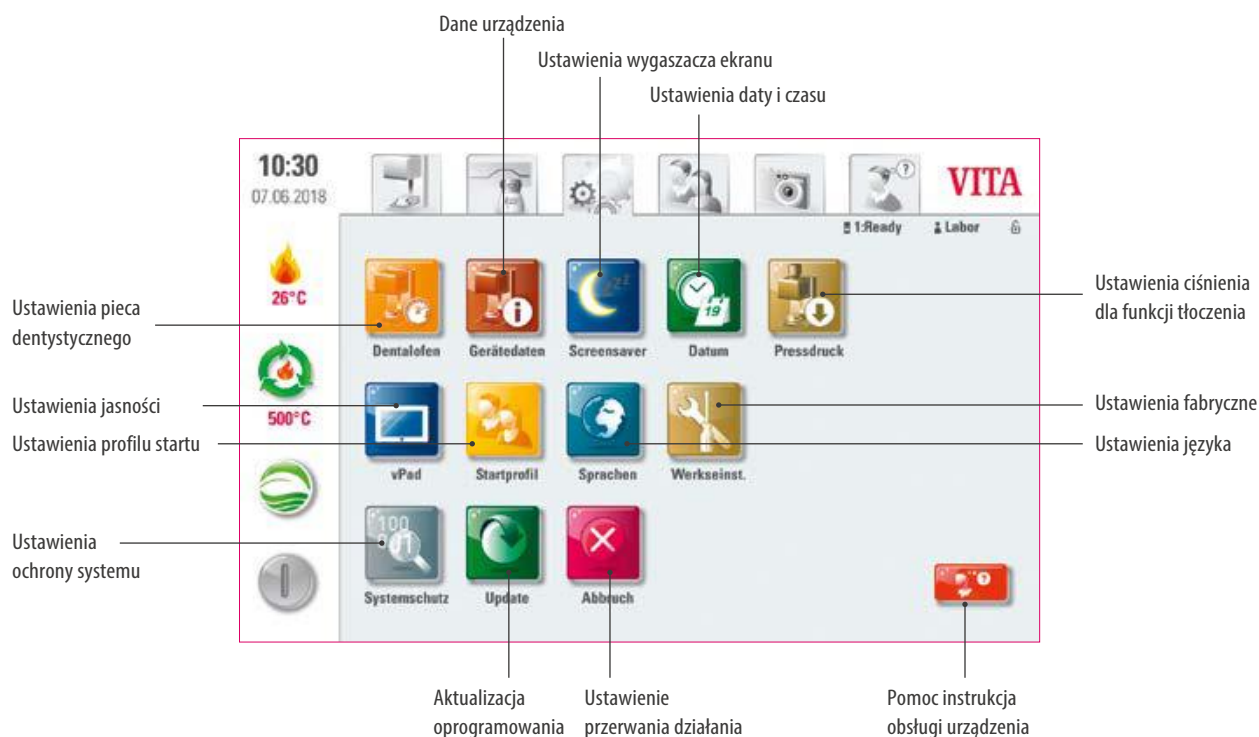 Dane urządzenia
Ustawienia wygaszacza ekranu
Ustawienia daty i czasu
10:30
07.06.2018
VITA
1:Ready
Labor
26°C
Ustawienia pieca
dentystycznego
Ustawienia ciśnienia
dla funkcji tłoczenia
19
Dentalofen
Gerätedaten
Screensaver
Datum
Pressdruck
500°C
Ustawienia jasności
Ustawienia profilu startu
Ustawienia fabryczne
Ustawienia języka
vPad
Startprofil
Sprachen
Werkseinst.
100
001
Ustawienia
ochrony systemu
Systemschutz
Update
Abbruch
Aktualizacja
oprogramowania
Ustawienie
przerwania działania
Pomoc instrukcja
obsługi urządzenia